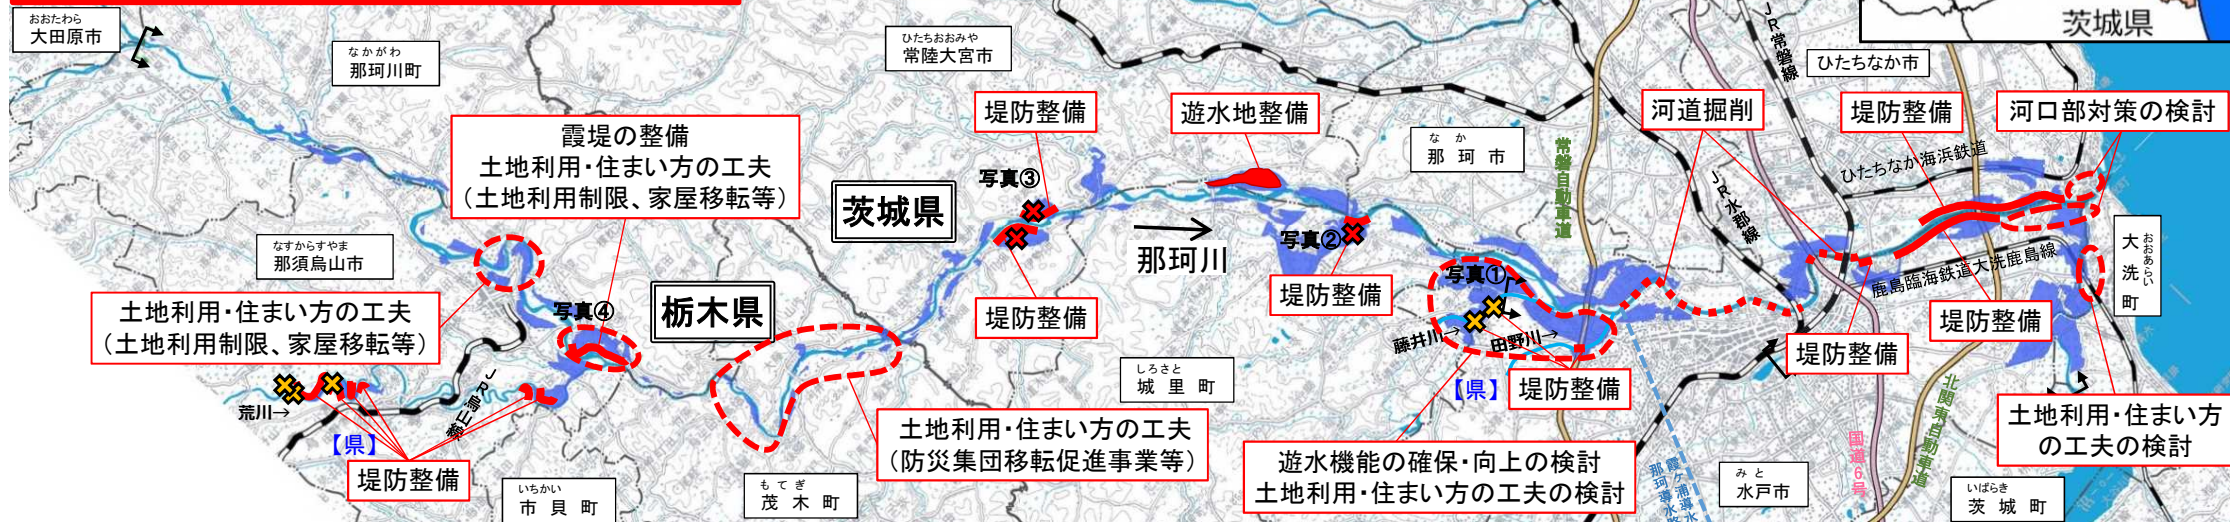 おおたわら
大田原市
なかがわ
那珂川町
ひたちおおみや
常陸大宮市
茨城県
JR常磐線
ひたちなか市
霞堤の整備
土地利用・住まい方の工夫
(土地利用制限、家屋移転等)
堤防整備
遊水地整備
なか
那珂市
常磐自動車道
河道掘削
堤防整備
河口部対策の検討
ひたちなか海浜鉄道
JR水郡線
写真③
茨城県
那珂川
写真②
堤防整備
堤防整備
なすからすやま
那須烏山市
土地利用・住まい方の工夫
(土地利用制限、家屋移転等)
写真④
栃木県
写真①
藤井川→
田野川→
【県】
堤防整備
おおあらい
大洗町
鹿島臨海鉄道大洗鹿島線
堤防整備
堤防整備
荒川→
【県】
堤防整備
JR烏山線
しろさと
城里町
土地利用・住まい方の工夫
(防災集団移転促進事業等)
いちかい
市貝町
もてぎ
茂木町
遊水機能の確保・向上の検討
土地利用・住まい方の工夫の検討
霞ヶ浦導水
那珂導水路
みと
水戸市
国道6号
北関東自動車道
土地利用・住まい方
の工夫の検討
いばらき
茨城町